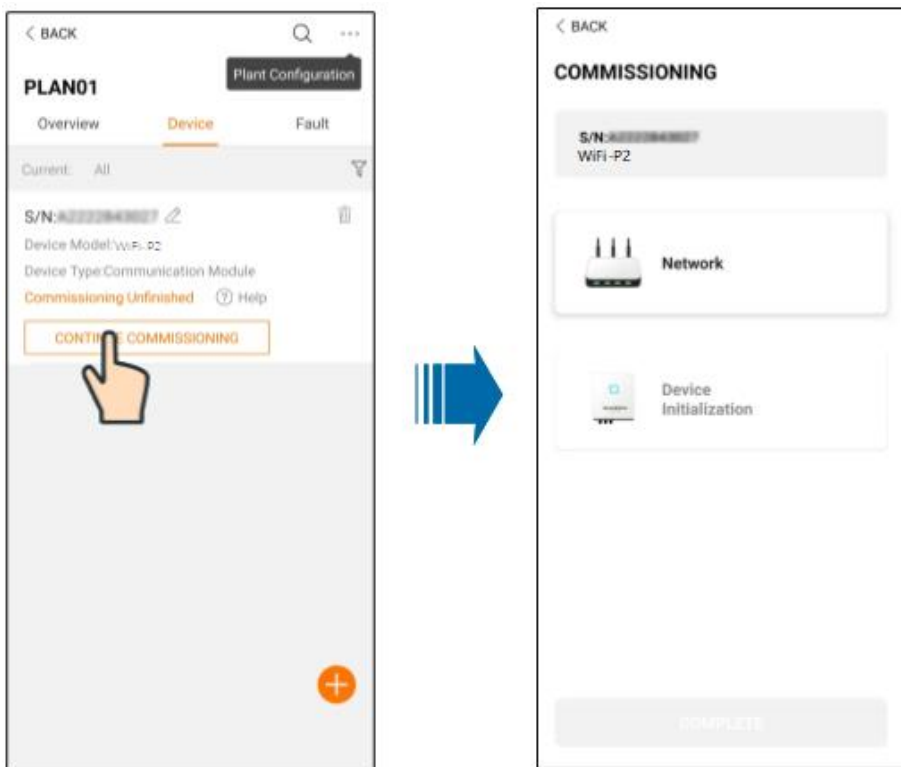 < BACK
Plant Configuration
PLAN01
Overview Device Fault
Current: All
S/N:
Device Model:WiFi-P2
Device Type:Communication Module
Commissioning Unfinished ? Help
COMMISSIONING
< BACK
COMMISSIONING
S/N:
WiFi-P2
Network
Device
Initialization
COMPLETE